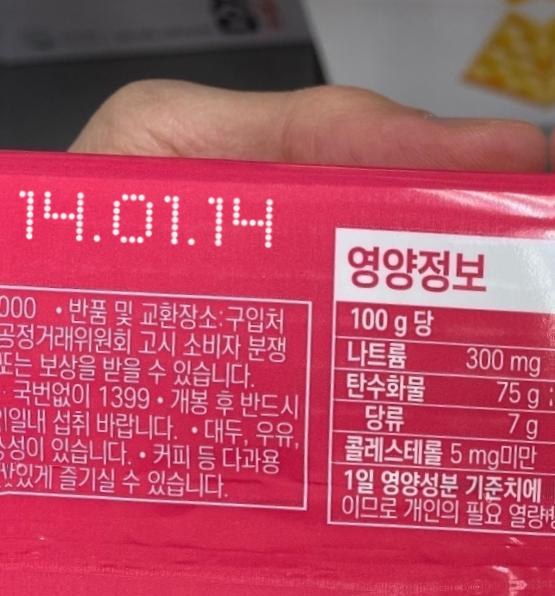 14.01.14
000 • 반품 및 교환장소:구입처
공정거래위원회 고시 소비자 분쟁
또는 보상을 받을 수 있습니다.
국번없이 1399 • 개봉 후 반드시
일내 섭취 바랍니다. • 대두, 우유,
성이 있습니다. • 커피 등 다과용
있게 즐기실 수 있습니다.
영양정보
100 g 당
나트륨 300 mg
탄수화물 75 g
당류 7 g
콜레스테롤 5 mg미만
1일 영양성분 기준치에
이므로 개인의 필요 열량